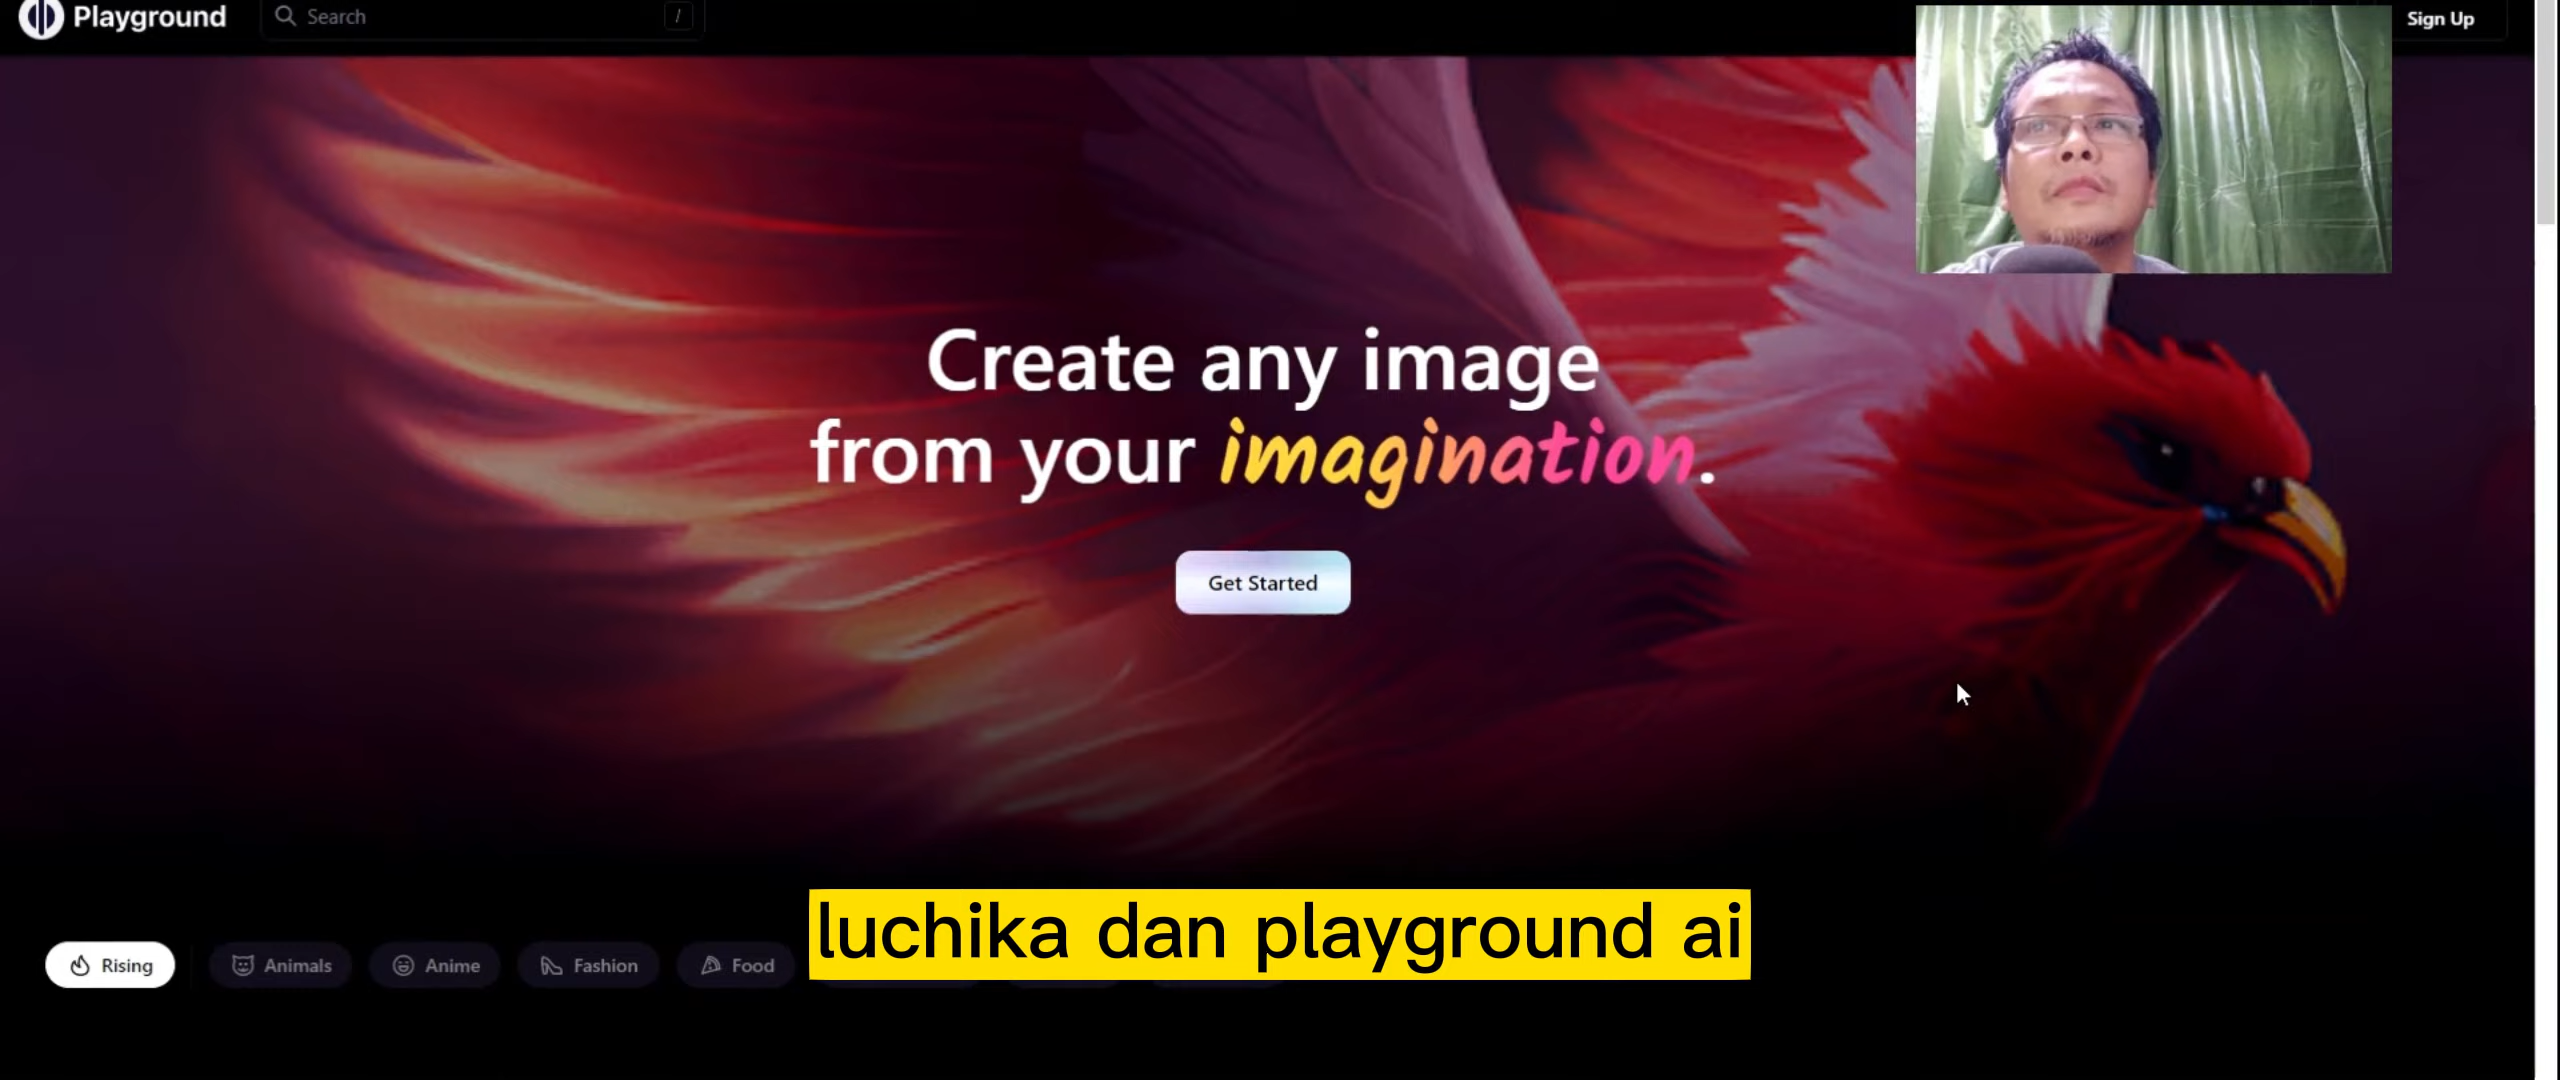 Playground
Search
/
Sign Up
Create any image
from your imagination.
Get Started
Rising
Animals
Anime
Fashion
Food
luchika dan playground ai